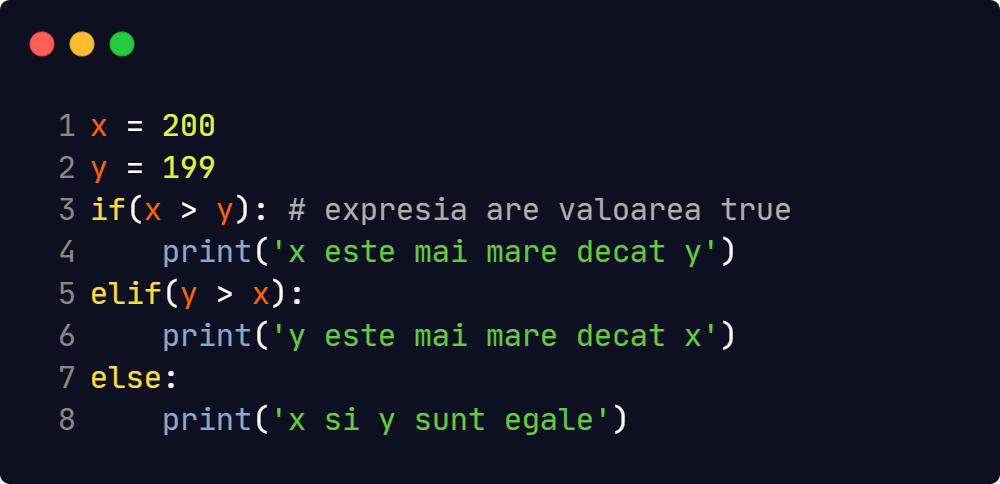 1 x = 200
2 y = 199
3 if(x > y): # expresia are valoarea true
4     print('x este mai mare decat y')
5 elif(y > x):
6     print('y este mai mare decat x')
7 else:
8     print('x si y sunt egale')